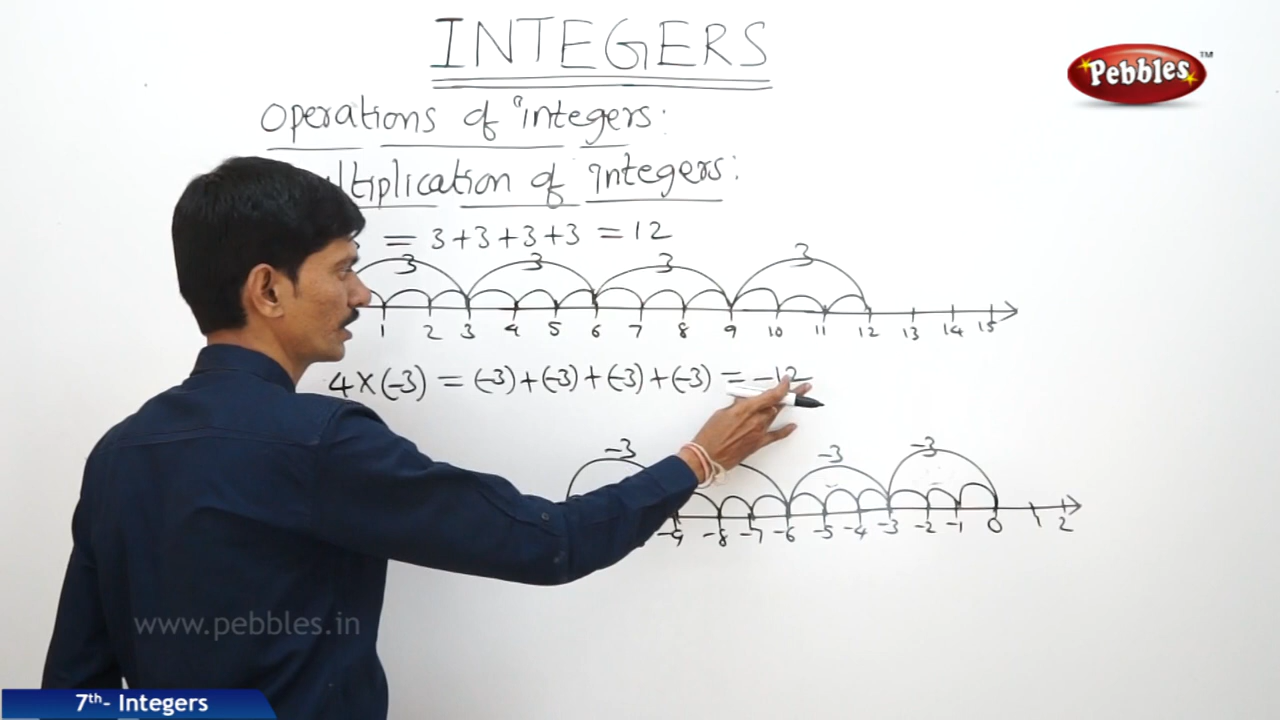 INTEGERS
Pebbles™
Operations of integers:
ltiplication of integers:
= 3+3+3+3 = 12
3 3 3 3
1 2 3 4 5 6 7 8 9 10 11 12 13 14 15
4×(-3) = (-3)+(-3)+(-3)+(-3) = -12
-3 -3 -3
-9 -8 -7 -6 -5 -4 -3 -2 -1 0 1 2
www.pebbles.in
7th- Integers